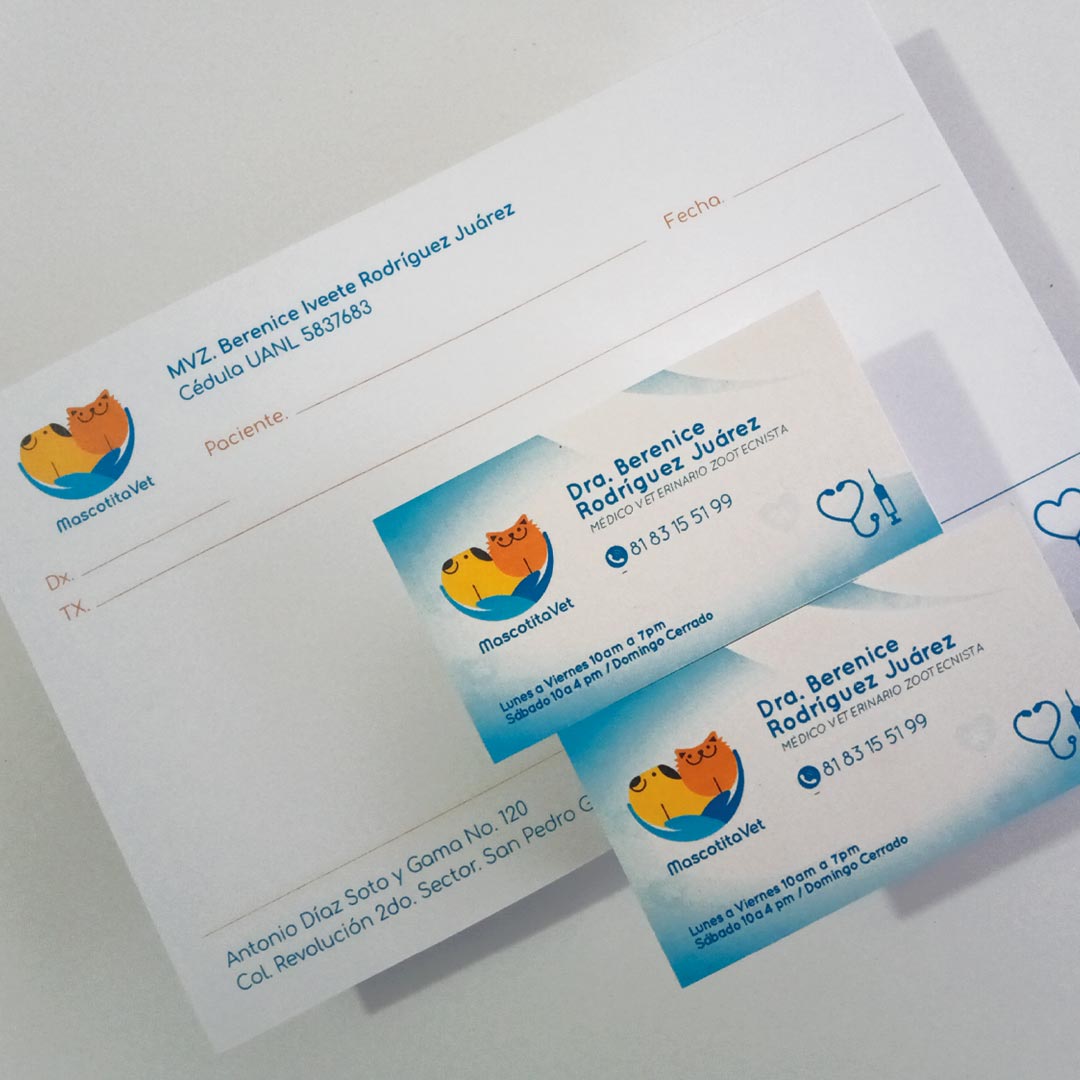 MVZ. Berenice Iveete Rodríguez Juárez
Cédula UANL 5837683
Fecha.
Paciente.
MascotitaVet
Dx.
TX.
Antonio Díaz Soto y Gama No. 120
Col. Revolución 2do. Sector. San Pedro G
Dra. Berenice
Rodríguez Juárez
MÉDICO VETERINARIO ZOOTECNISTA
81 83 15 51 99
MascotitaVet
Lunes a Viernes 10am a 7pm
Sábado 10 a 4 pm / Domingo Cerrado
Dra. Berenice
Rodríguez Juárez
MÉDICO VETERINARIO ZOOTECNISTA
81 83 15 51 99
MascotitaVet
Lunes a Viernes 10am a 7pm
Sábado 10 a 4 pm / Domingo Cerrado